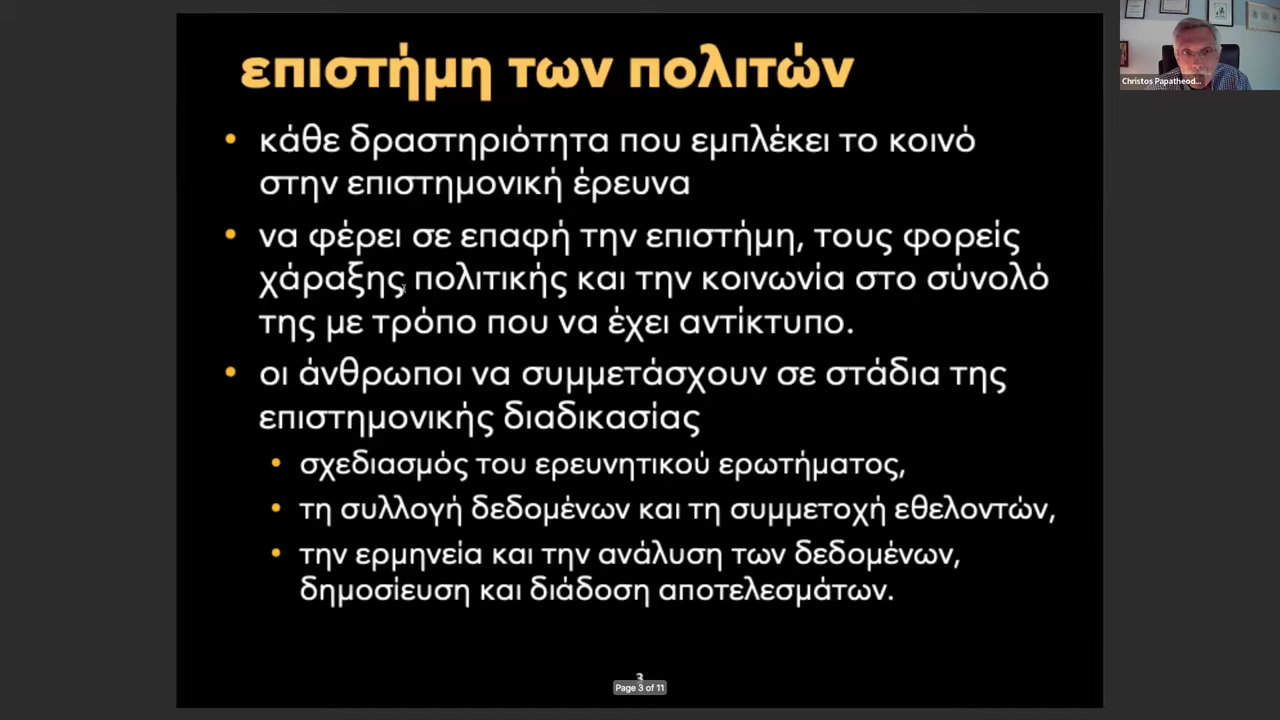 επιστήμη των πολιτών
• κάθε δραστηριότητα που εμπλέκει το κοινό
στην επιστημονική έρευνα
• να φέρει σε επαφή την επιστήμη, τους φορείς
χάραξης πολιτικής και την κοινωνία στο σύνολό
της με τρόπο που να έχει αντίκτυπο.
• οι άνθρωποι να συμμετάσχουν σε στάδια της
επιστημονικής διαδικασίας
• σχεδιασμός του ερευνητικού ερωτήματος,
• τη συλλογή δεδομένων και τη συμμετοχή εθελοντών,
• την ερμηνεία και την ανάλυση των δεδομένων,
δημοσίευση και διάδοση αποτελεσμάτων.
3
Page 3 of 11
Christos Papatheod...